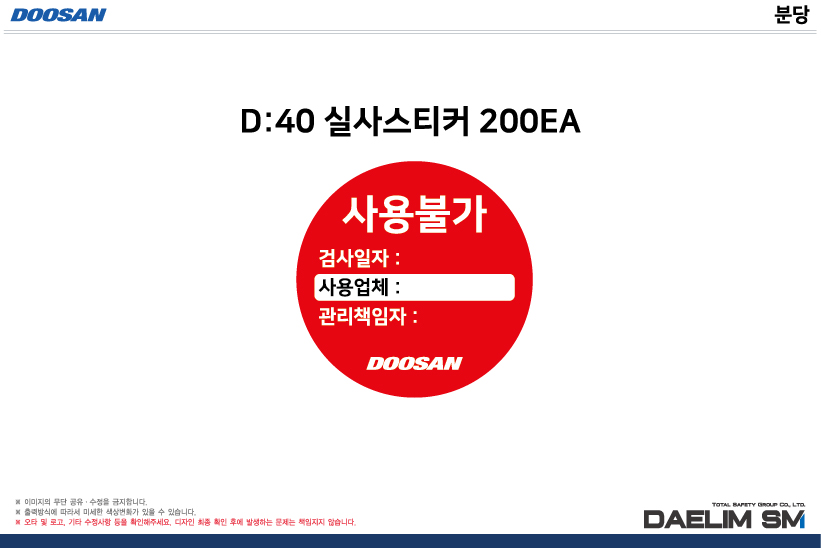 DOOSAN
분당
D:40 실사스티커 200EA
사용불가
검사일자 :
사용업체 :
관리책임자 :
DOOSAN
※ 이미지의 무단 공유·수정을 금지합니다.
※ 출력방식에 따라서 미세한 색상변화가 있을 수 있습니다.
※ 오타 및 로고, 기타 수정사항 등을 확인해주세요. 디자인 최종 확인 후에 발생하는 문제는 책임지지 않습니다.
TOTAL SAFETY GROUP CO., LTD.
DAELIM SM